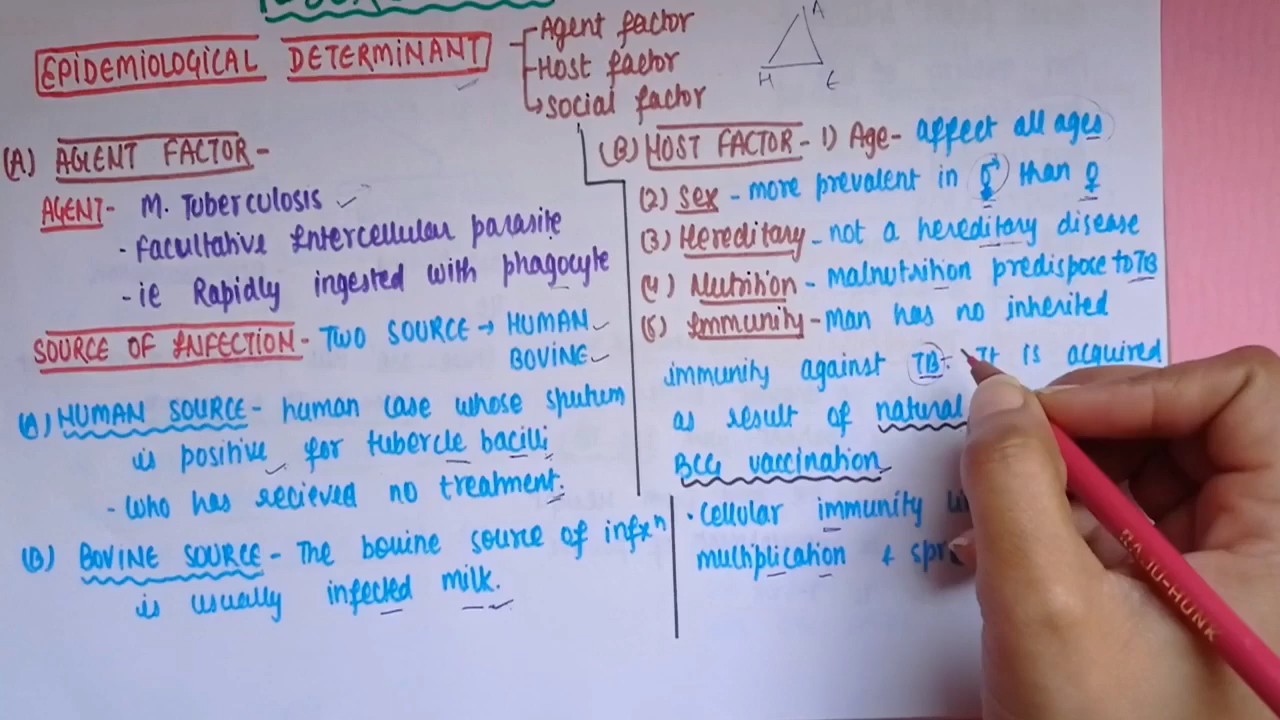 EPIDEMIOLOGICAL DETERMINANT
Agent factor
Host factor
Social factor
A
H
E
(A) AGENT FACTOR-
AGENT- M. Tuberculosis
- facultative intercellular parasite
- ie Rapidly ingested with phagocyte
SOURCE OF INFECTION- TWO SOURCE → HUMAN
BOVINE
(A) HUMAN SOURCE- human case whose sputum
is positive for tubercle bacilli
- who has recieved no treatment.
(B) BOVINE SOURCE- The bovine source of infxⁿ
is usually infected milk.
(B) HOST FACTOR- 1) Age- affect all ages
(2) Sex - more prevalent in ♂ than ♀
(3) Hereditary- not a hereditary disease
(4) Nutrition- malnutrition predispose to TB
(5) Immunity- man has no inherited
immunity against TB. It is acquired
as result of natural
BCG vaccination
• cellular immunity
multiplication +
RAJU-HUNK